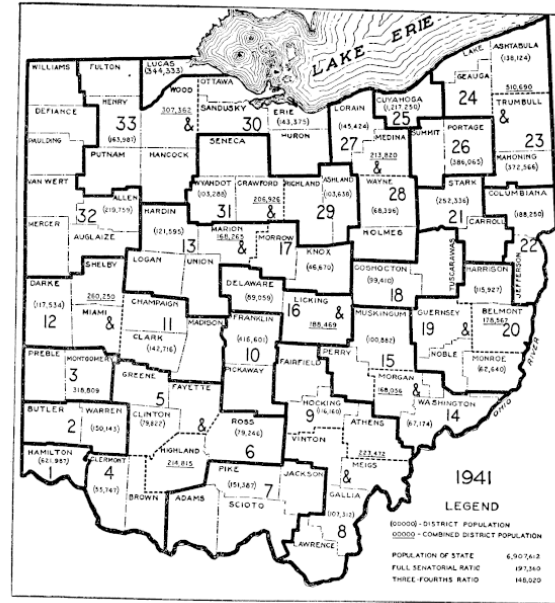 LAKE ERIE
WILLIAMS
FULTON
LUCAS
(344,333)
OTTAWA
LAKE
ASHTABULA
(138,124)
WOOD
307,362
&
SANDUSKY
ERIE
(143,375)
LORAIN
(145,424)
CUYAHOGA
(1,217,250)
25
GEAUGA
24
510,690
TRUMBULL
&
DEFIANCE
HENRY
33
(163,987)
30
HURON
27
MEDINA
213,820
&
SUMMIT
PORTAGE
26
(386,065)
23
MAHONING
(372,566)
PAULDING
PUTNAM
HANCOCK
SENECA
VAN WERT
ALLEN
(219,759)
WYANDOT
(103,288)
31
CRAWFORD
206,926
&
RICHLAND
ASHLAND
(103,638)
29
WAYNE
28
(68,396)
STARK
(252,336)
21
COLUMBIANA
(188,250)
32
AUGLAIZE
HARDIN
(121,595)
13
MARION
168,265
&
MORROW
17
HOLMES
CARROLL
22
MERCER
LOGAN
UNION
KNOX
(46,670)
COSHOCTON
(99,610)
18
TUSCARAWAS
HARRISON
(115,927)
JEFFERSON
DARKE
(117,534)
12
SHELBY
260,250
MIAMI
&
CHAMPAIGN
11
CLARK
(142,716)
MADISON
DELAWARE
(89,059)
16
LICKING
&
188,469
MUSKINGUM
(100,882)
GUERNSEY
19
&
BELMONT
178,567
20
PREBLE
MONTGOMERY
3
318,809
FRANKLIN
(416,601)
10
PICKAWAY
FAIRFIELD
PERRY
15
NOBLE
MONROE
(62,640)
OHIO RIVER
GREENE
5
FAYETTE
MORGAN
168,056
&
WASHINGTON
14
(67,174)
BUTLER
2
WARREN
(150,143)
CLINTON
(79,822)
&
ROSS
(79,246)
6
HOCKING
9
(116,160)
VINTON
ATHENS
HAMILTON
(621,987)
1
CLERMONT
4
(55,747)
BROWN
HIGHLAND
214,815
223,472
MEIGS
&
PIKE
(151,387)
7
SCIOTO
JACKSON
GALLIA
(107,312)
8
ADAMS
LAWRENCE
1941
LEGEND
(00000) - DISTRICT POPULATION
00000 - COMBINED DISTRICT POPULATION
POPULATION OF STATE 6,907,612
FULL SENATORIAL RATIO 197,360
THREE-FOURTHS RATIO 148,020